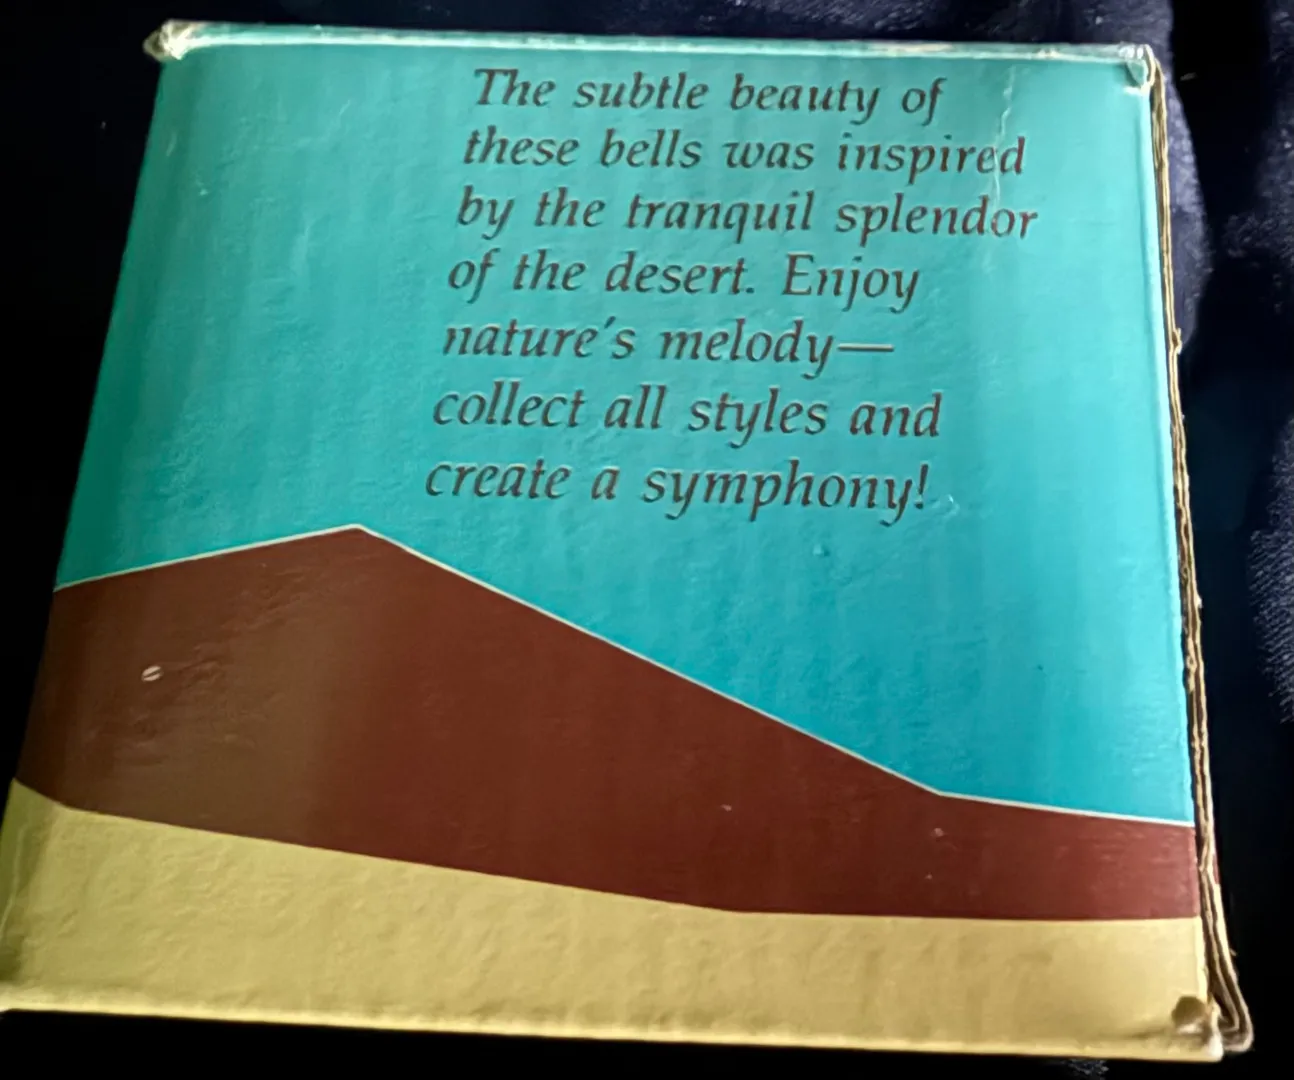 The subtle beauty of
these bells was inspired
by the tranquil splendor
of the desert. Enjoy
nature's melody—
collect all styles and
create a symphony!